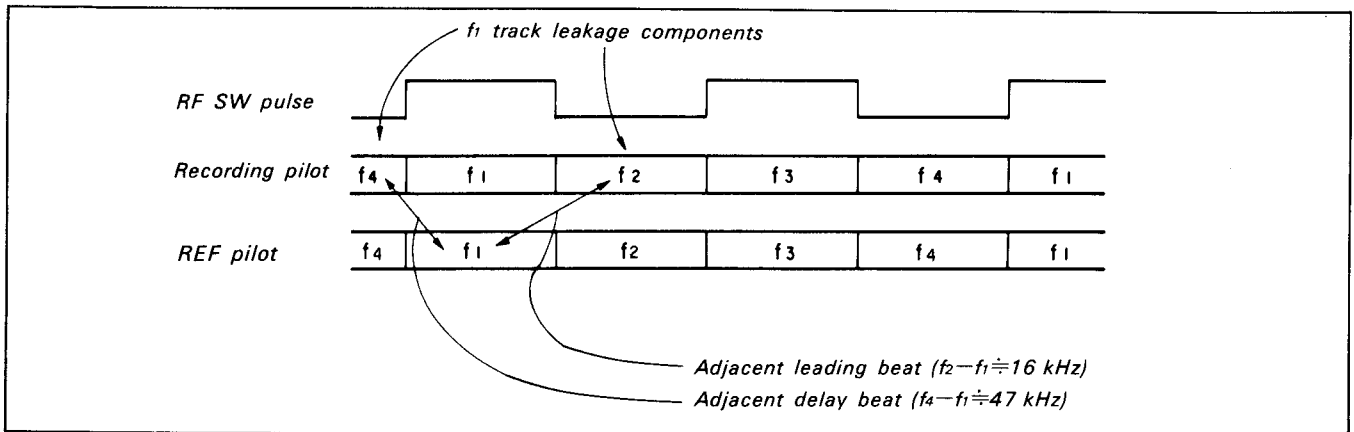 f1 track leakage components
RF SW pulse
Recording pilot f4 f1 f2 f3 f4 f1
REF pilot f4 f1 f2 f3 f4 f1
Adjacent leading beat (f2−f1≒16 kHz)
Adjacent delay beat (f4−f1≒47 kHz)